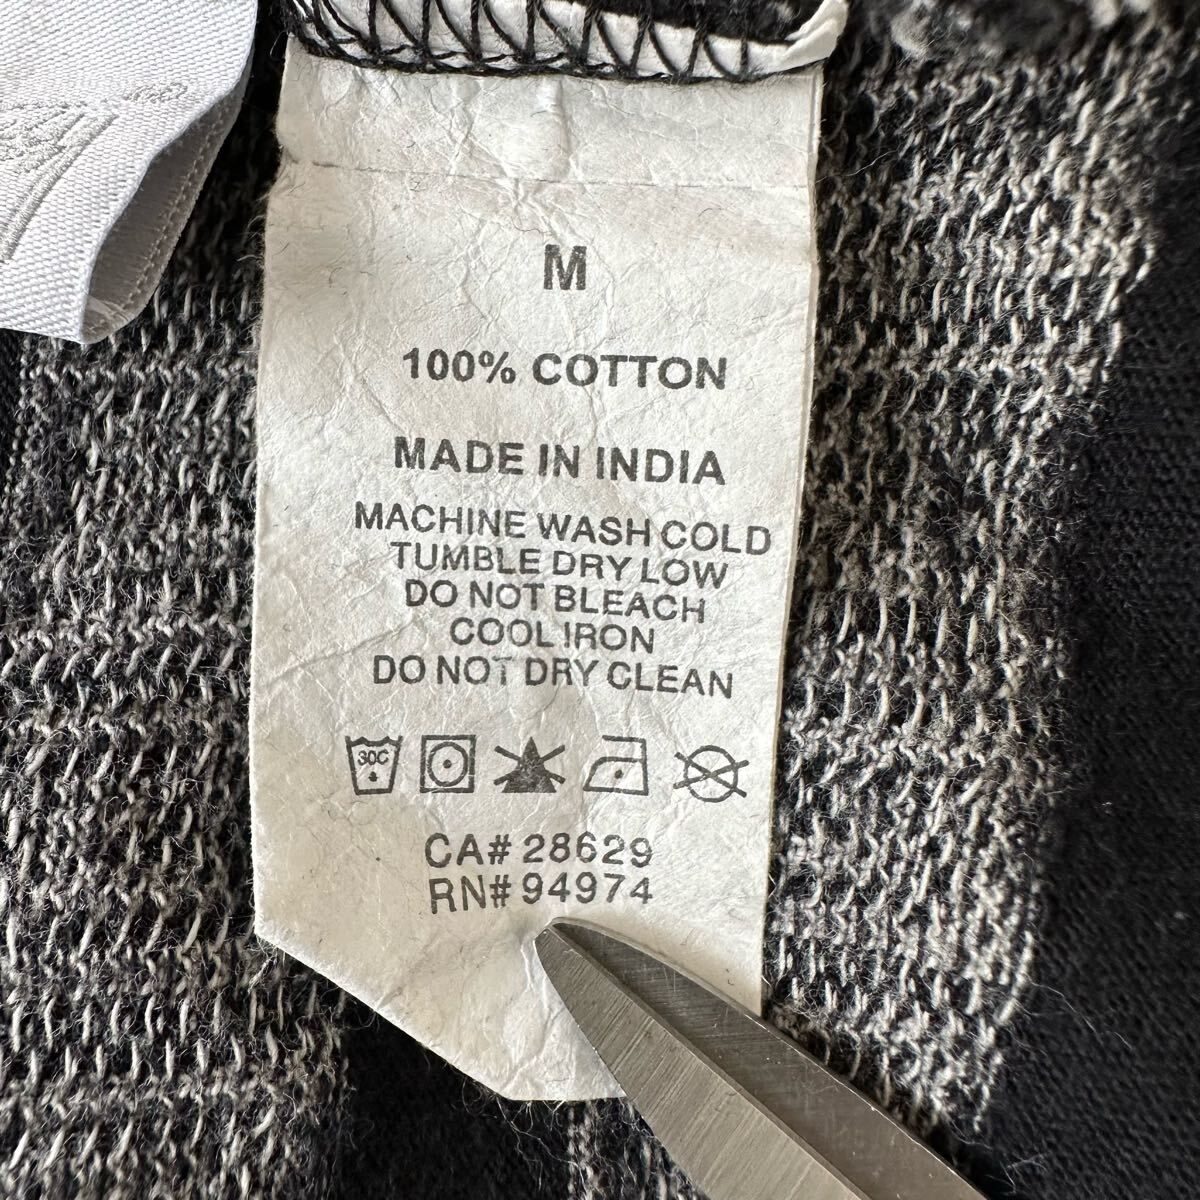 M
100% COTTON
MADE IN INDIA
MACHINE WASH COLD
TUMBLE DRY LOW
DO NOT BLEACH
COOL IRON
DO NOT DRY CLEAN
30C
CA# 28629
RN# 94974